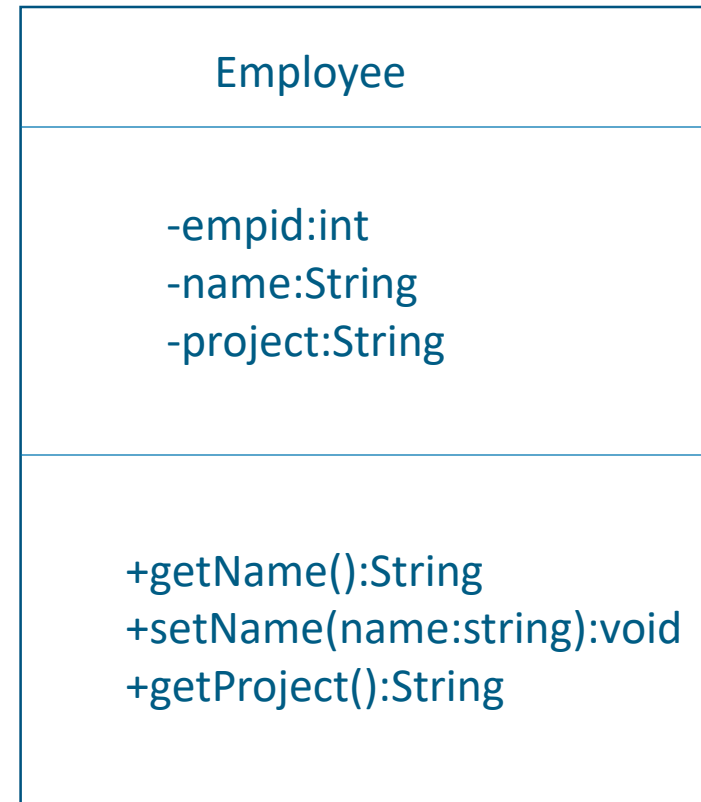 Employee
-empid:int
-name:String
-project:String
+getName():String
+setName(name:string):void
+getProject():String